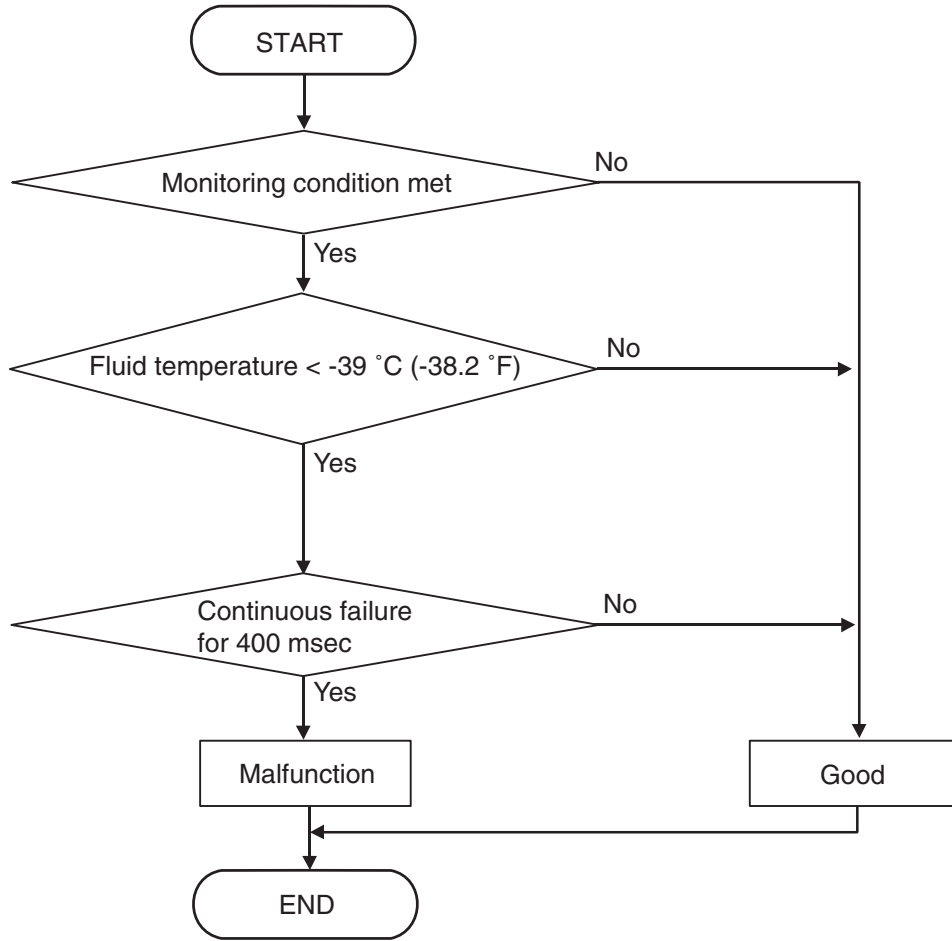 START
Monitoring condition met
No
Yes
Fluid temperature < -39 ˚C (-38.2 ˚F)
No
Yes
Continuous failure
for 400 msec
No
Yes
Malfunction
Good
END